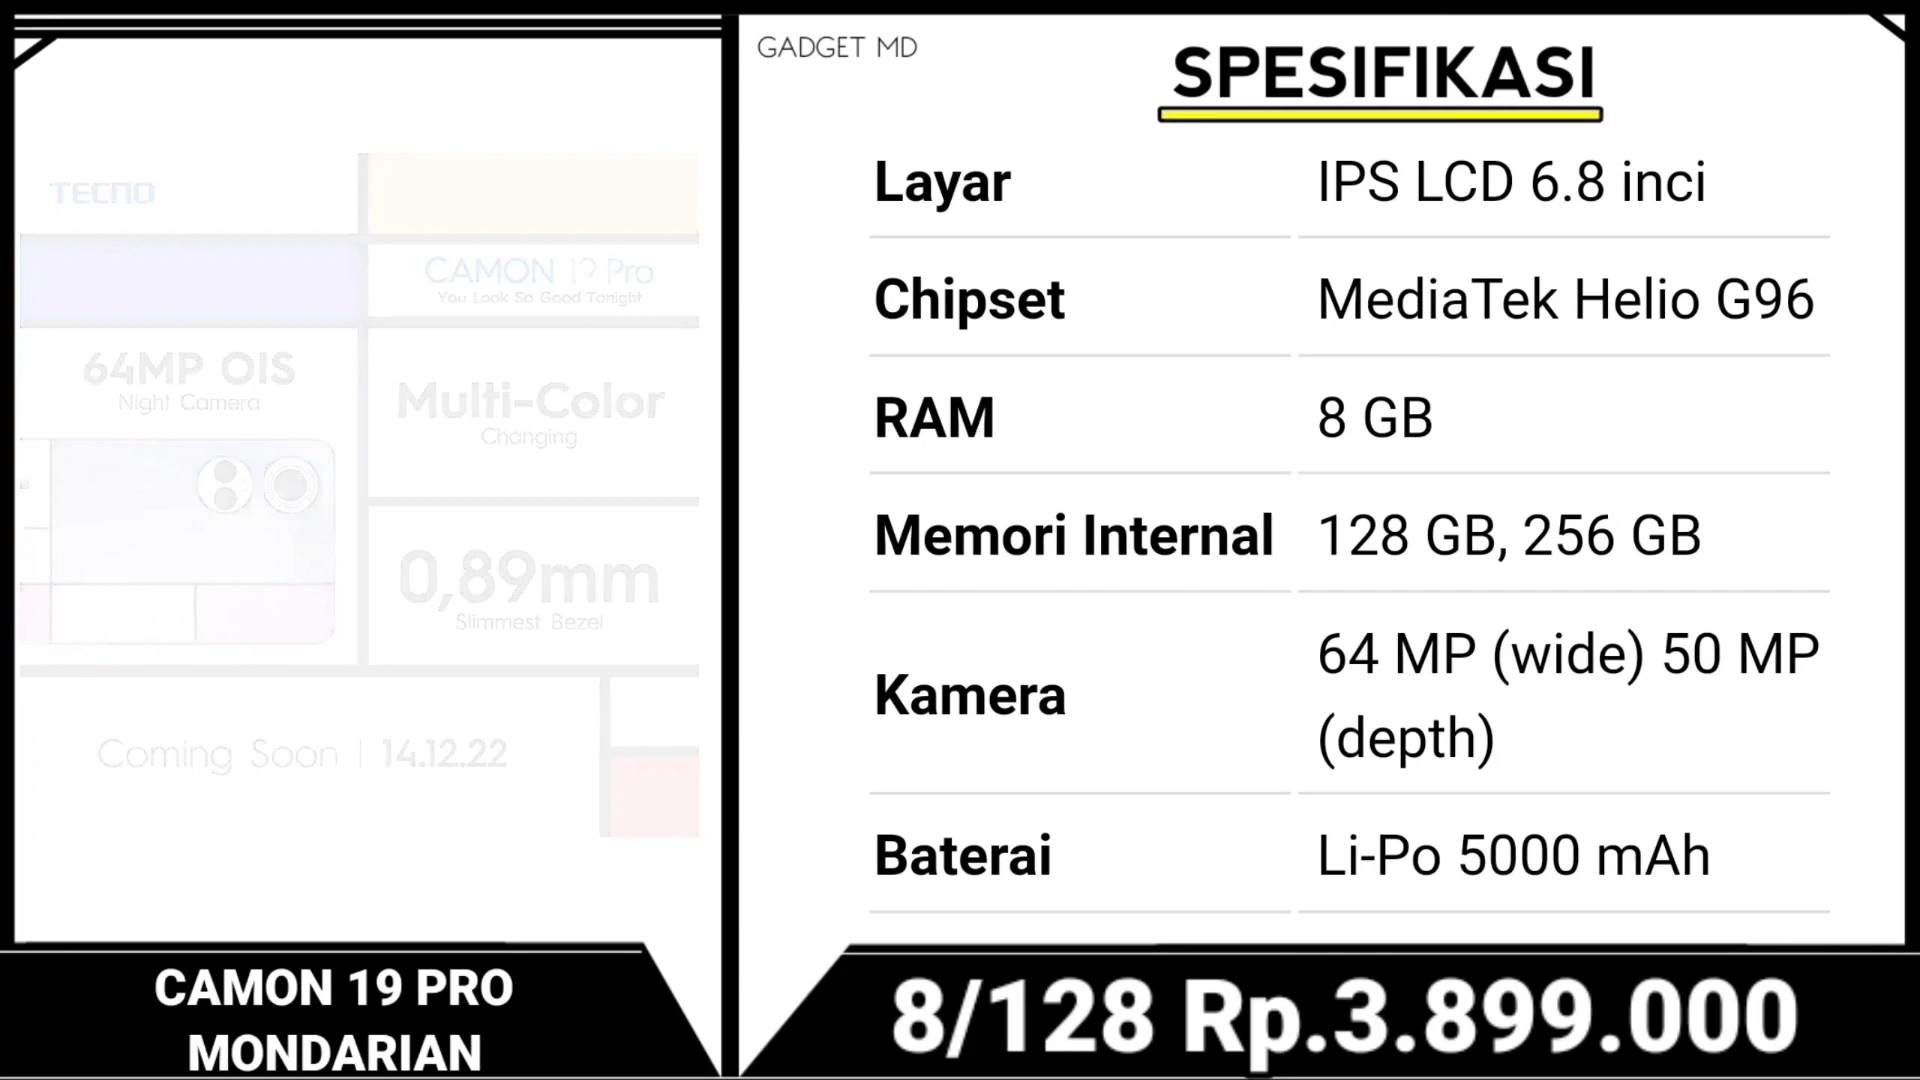 TECNO
CAMON 19 Pro
You Look So Good Tonight
64MP OIS
Night Camera
Multi-Color
Changing
0,89mm
Slimmest Bezel
Coming Soon | 14.12.22
CAMON 19 PRO
MONDARIAN
GADGET MD
SPESIFIKASI
Layar IPS LCD 6.8 inci
Chipset MediaTek Helio G96
RAM 8 GB
Memori Internal 128 GB, 256 GB
Kamera 64 MP (wide) 50 MP
(depth)
Baterai Li-Po 5000 mAh
8/128 Rp.3.899.000